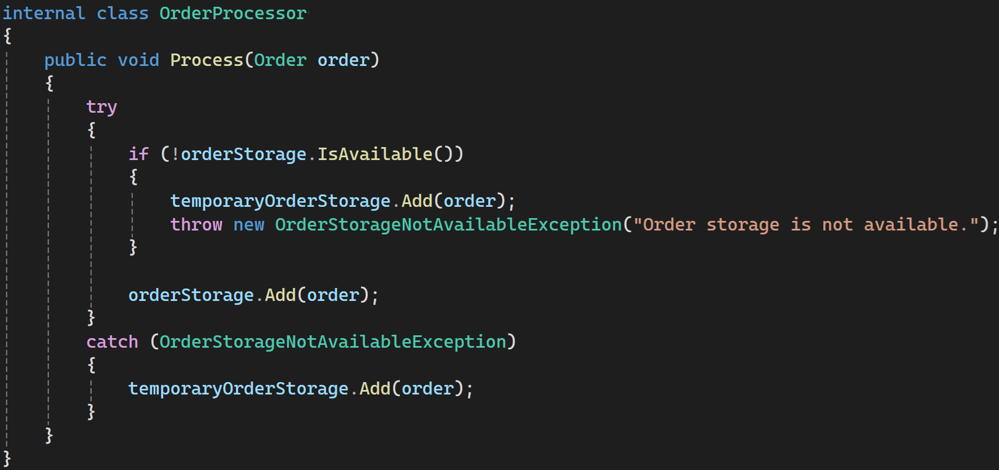 internal class OrderProcessor
{
    public void Process(Order order)
    {
        try
        {
            if (!orderStorage.IsAvailable())
            {
                temporaryOrderStorage.Add(order);
                throw new OrderStorageNotAvailableException("Order storage is not available.");
            }

            orderStorage.Add(order);
        }
        catch (OrderStorageNotAvailableException)
        {
            temporaryOrderStorage.Add(order);
        }
    }
}